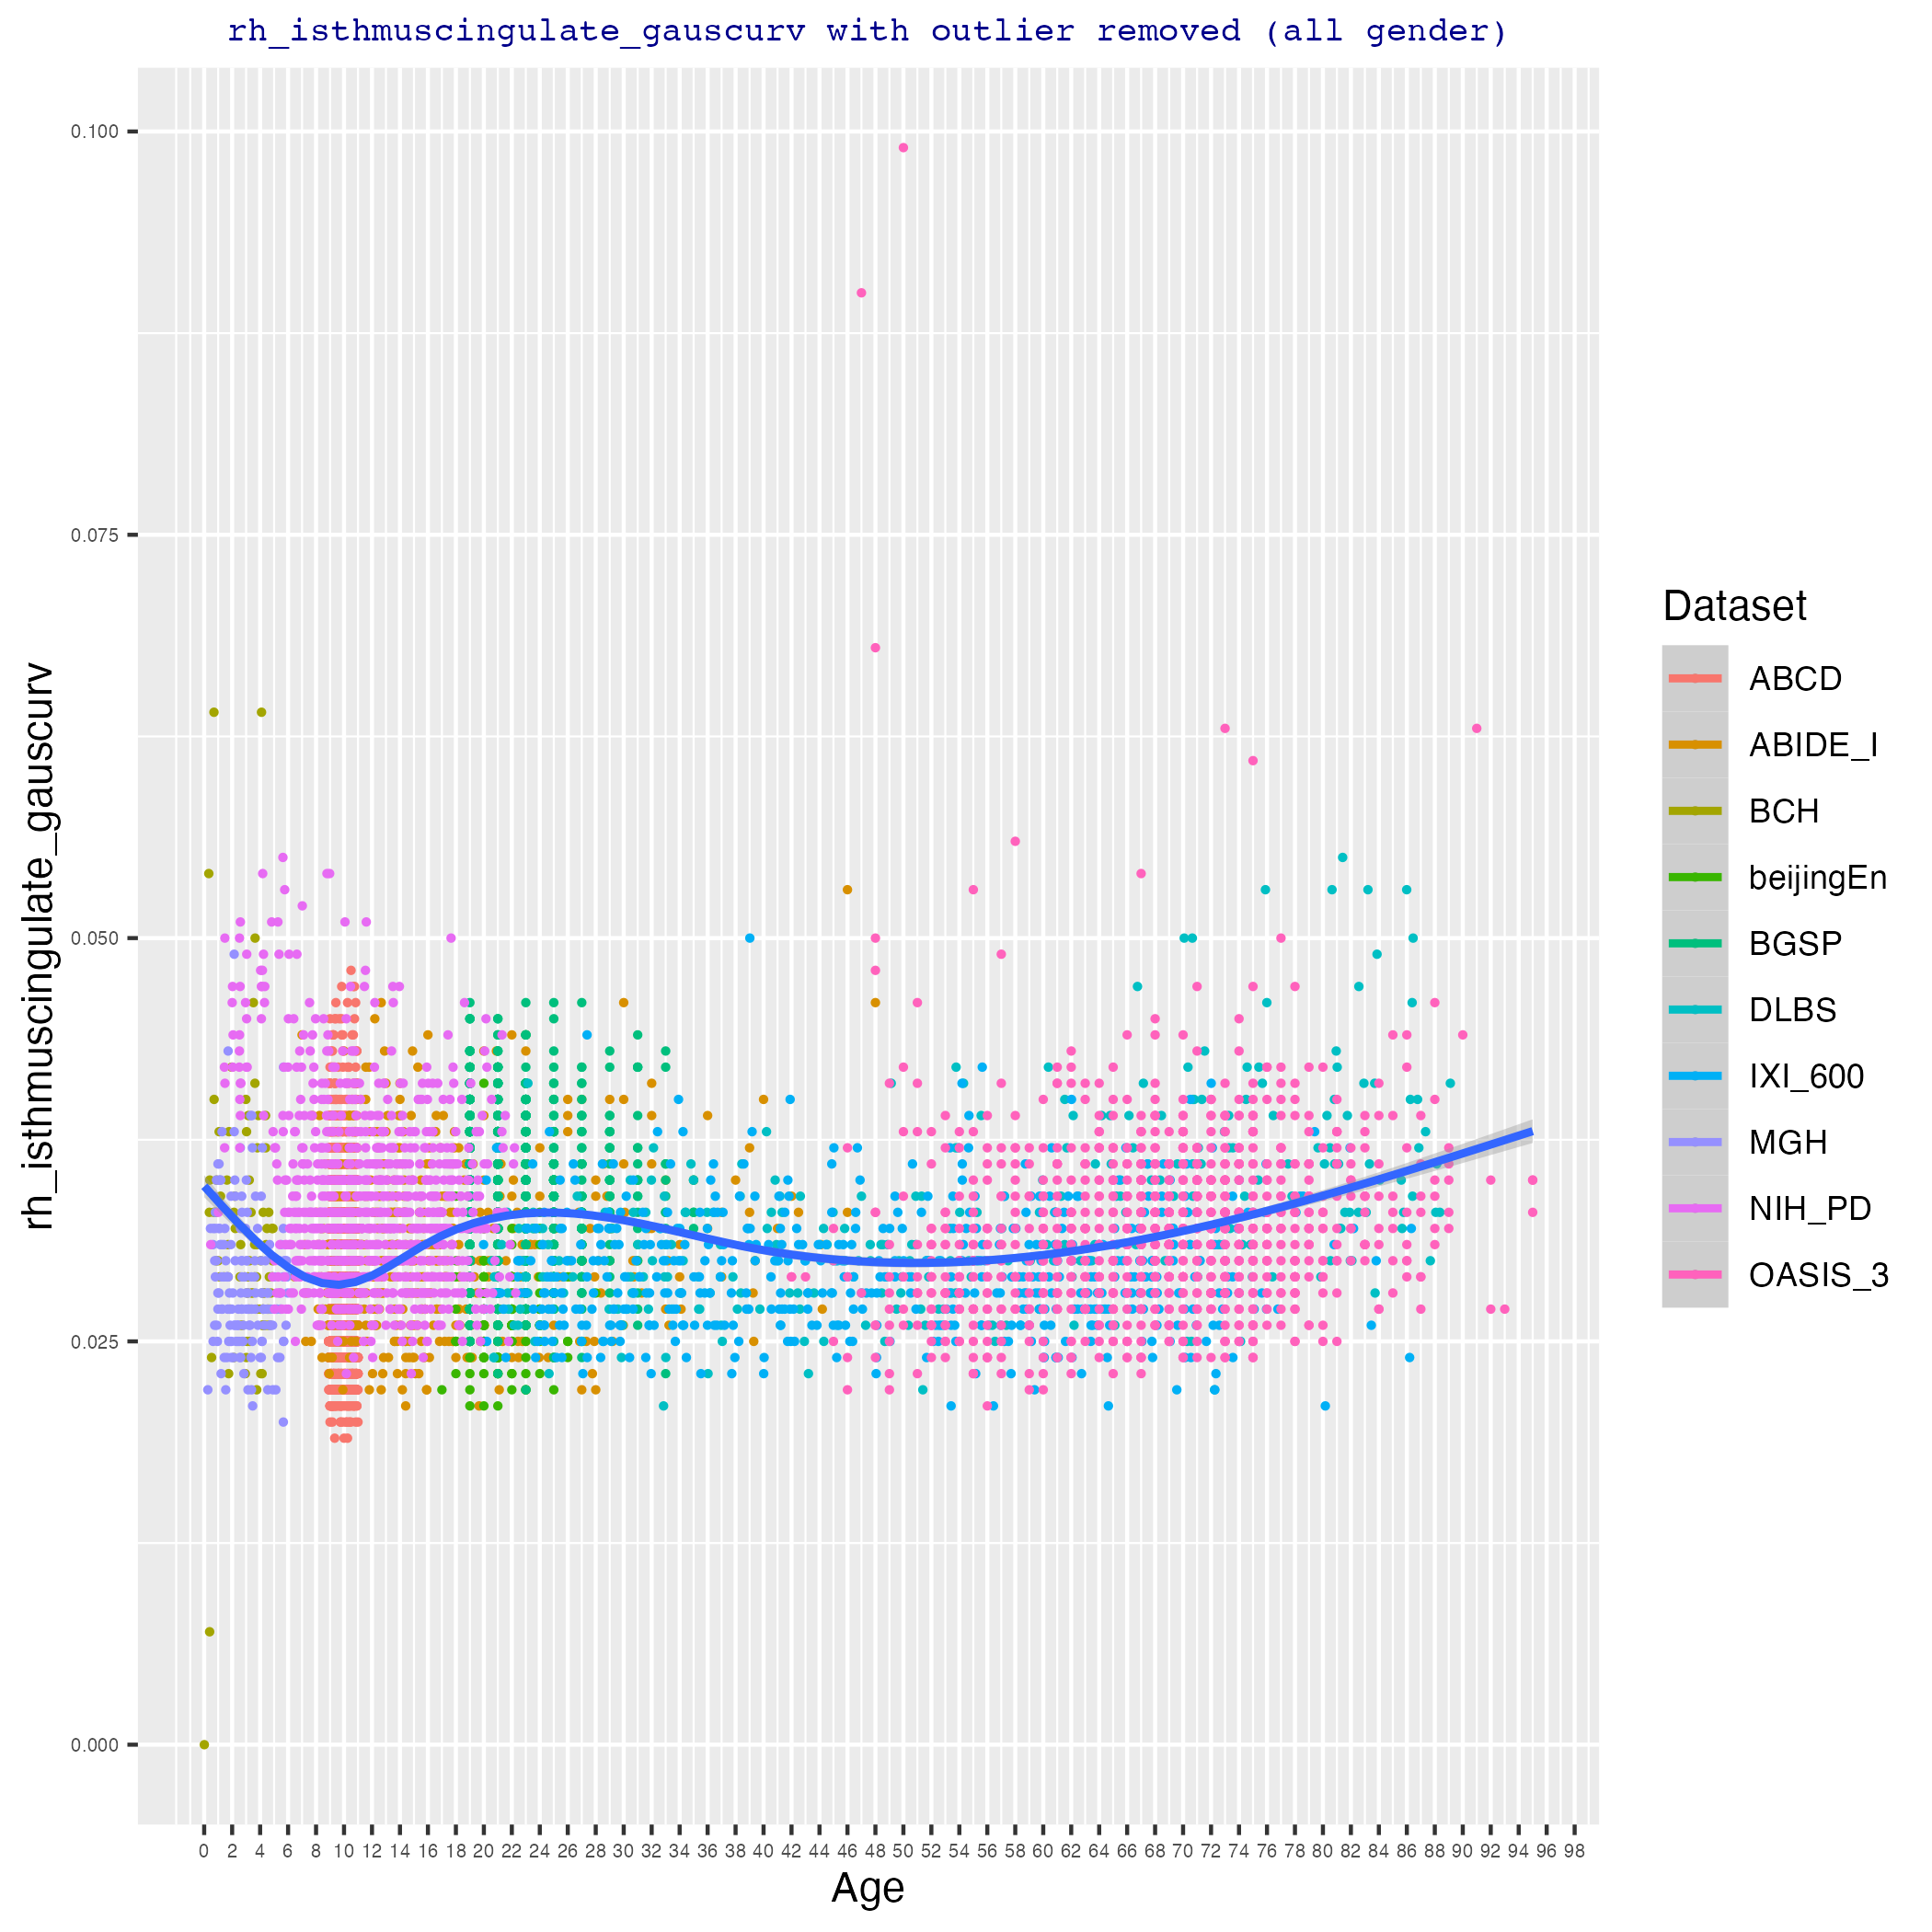 rh_isthmuscingulate_gauscurv with outlier removed (all gender)
rh_isthmuscingulate_gauscurv
0.100
0.075
0.050
0.025
0.000
0 2 4 6 8 10 12 14 16 18 20 22 24 26 28 30 32 34 36 38 40 42 44 46 48 50 52 54 56 58 60 62 64 66 68 70 72 74 76 78 80 82 84 86 88 90 92 94 96 98
Age
Dataset
ABCD
ABIDE_I
BCH
beijingEn
BGSP
DLBS
IXI_600
MGH
NIH_PD
OASIS_3